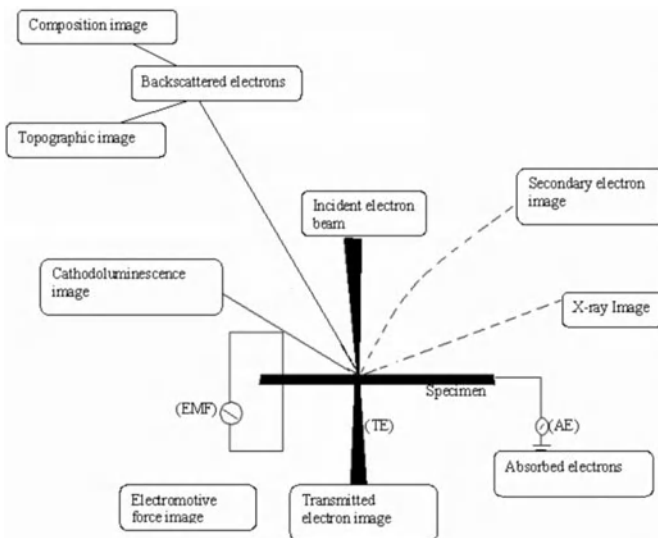 Composition image
Backscattered electrons
Topographic image
Incident electron
beam
Secondary electron
image
Cathodoluminescence
image
X-ray Image
Specimen
(EMF)
(TE)
(AE)
Absorbed electrons
Electromotive
force image
Transmitted
electron image